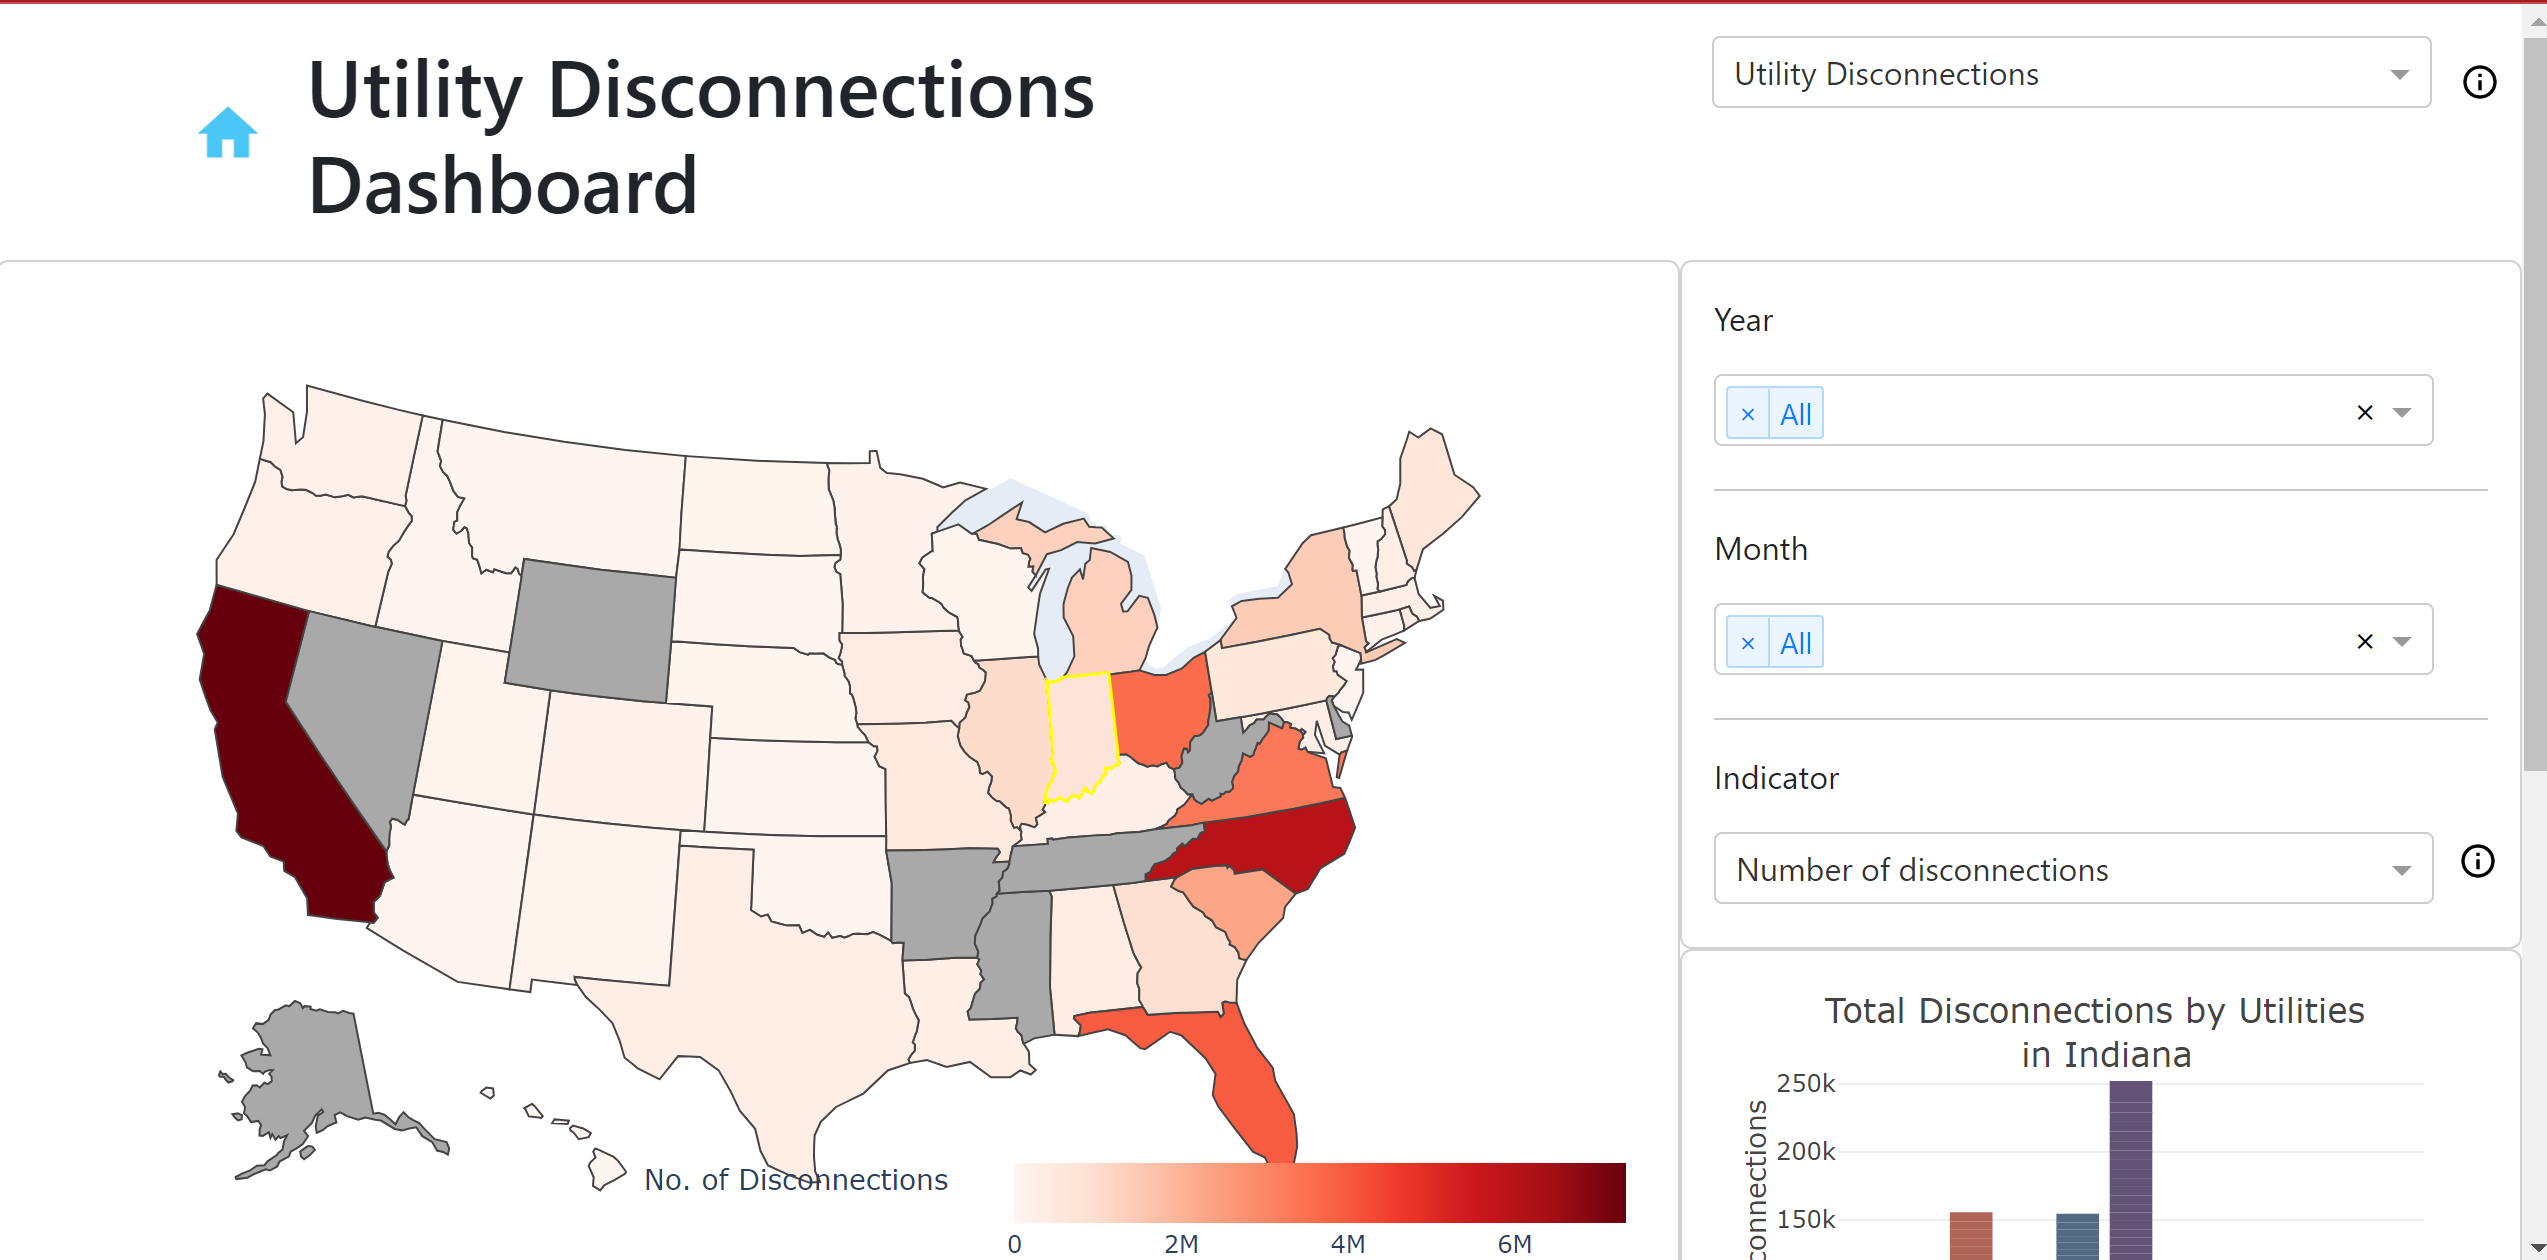 Utility Disconnections
Dashboard
Utility Disconnections
Year
× All
Month
× All
Indicator
Number of disconnections
No. of Disconnections
0 2M 4M 6M
Total Disconnections by Utilities
in Indiana
250k
200k
150k